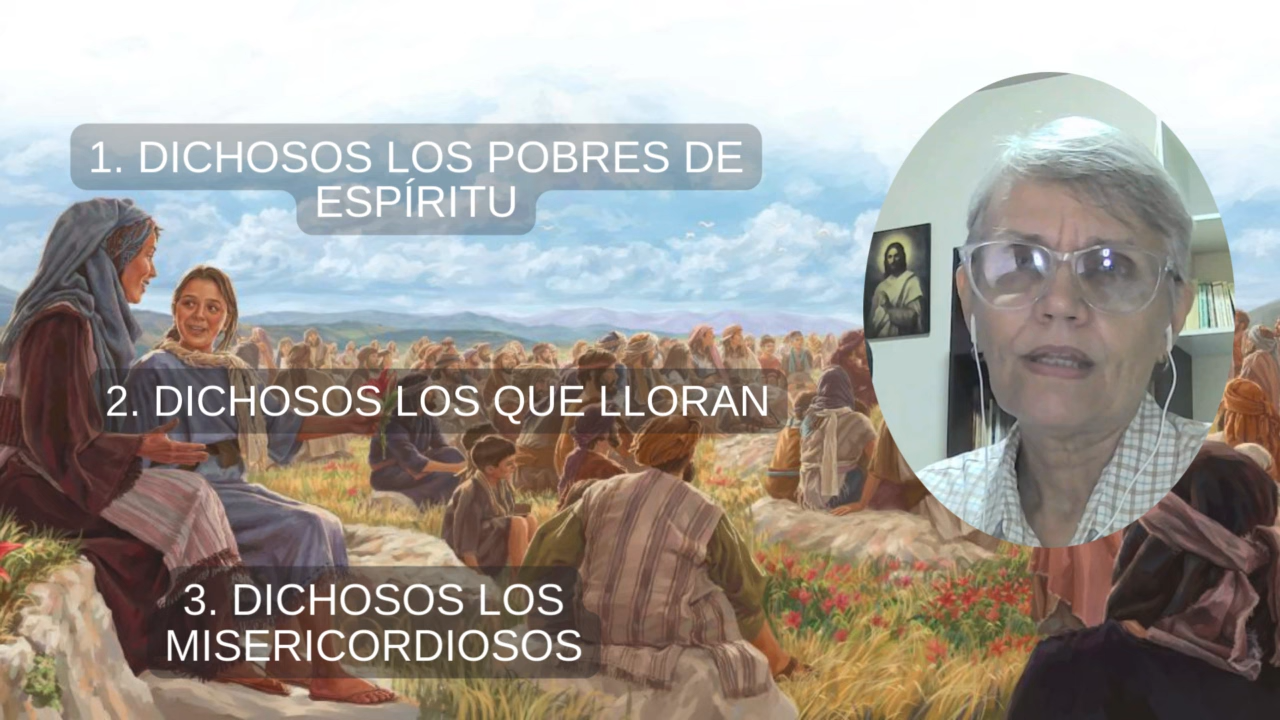 1. DICHOSOS LOS POBRES DE
ESPÍRITU
2. DICHOSOS LOS QUE LLORAN
3. DICHOSOS LOS
MISERICORDIOSOS